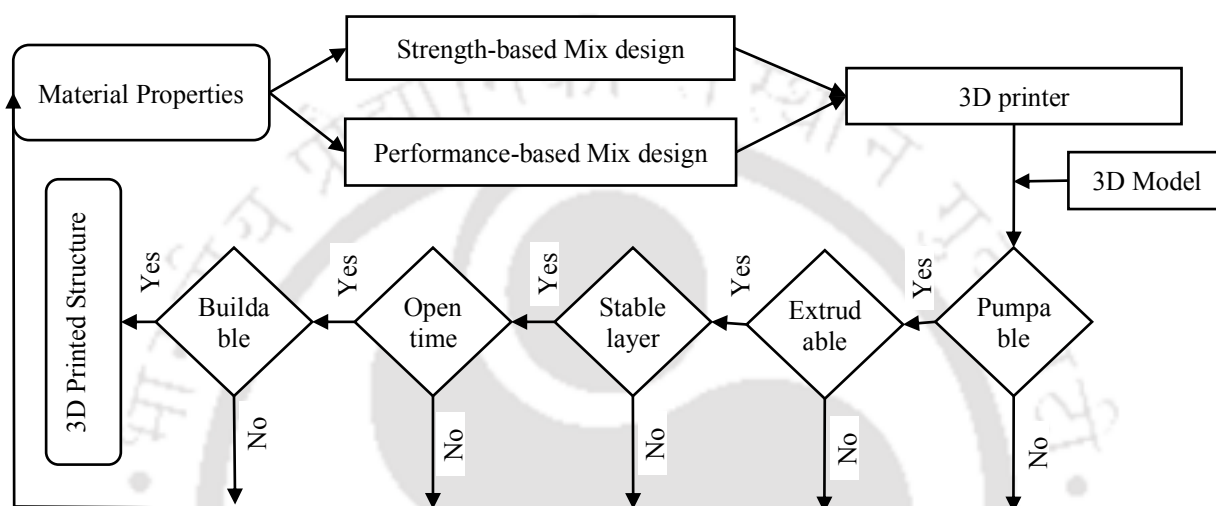 Strength-based Mix design
Material Properties
3D printer
Performance-based Mix design
3D Model
3D Printed Structure
Yes
Yes
Yes
Yes
Yes
Builda
ble
Open
time
Stable
layer
Extrud
able
Pumpa
ble
No
No
No
No
No